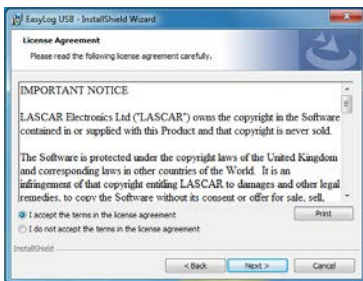 EasyLog USB - InstallShield Wizard
License Agreement
Please read the following license agreement carefully.
IMPORTANT NOTICE
LASCAR Electronics Ltd ("LASCAR") owns the copyright in the Software
contained in or supplied with this Product and that copyright is never sold.
The Software is protected under the copyright laws of the United Kingdom
and corresponding laws in other countries of the World. It is an
infringement of that copyright entitling LASCAR to damages and other legal
remedies, to copy the Software without its consent or offer for sale, sell,
I accept the terms in the license agreement
Print
I do not accept the terms in the license agreement
InstallShield
< Back
Next >
Cancel